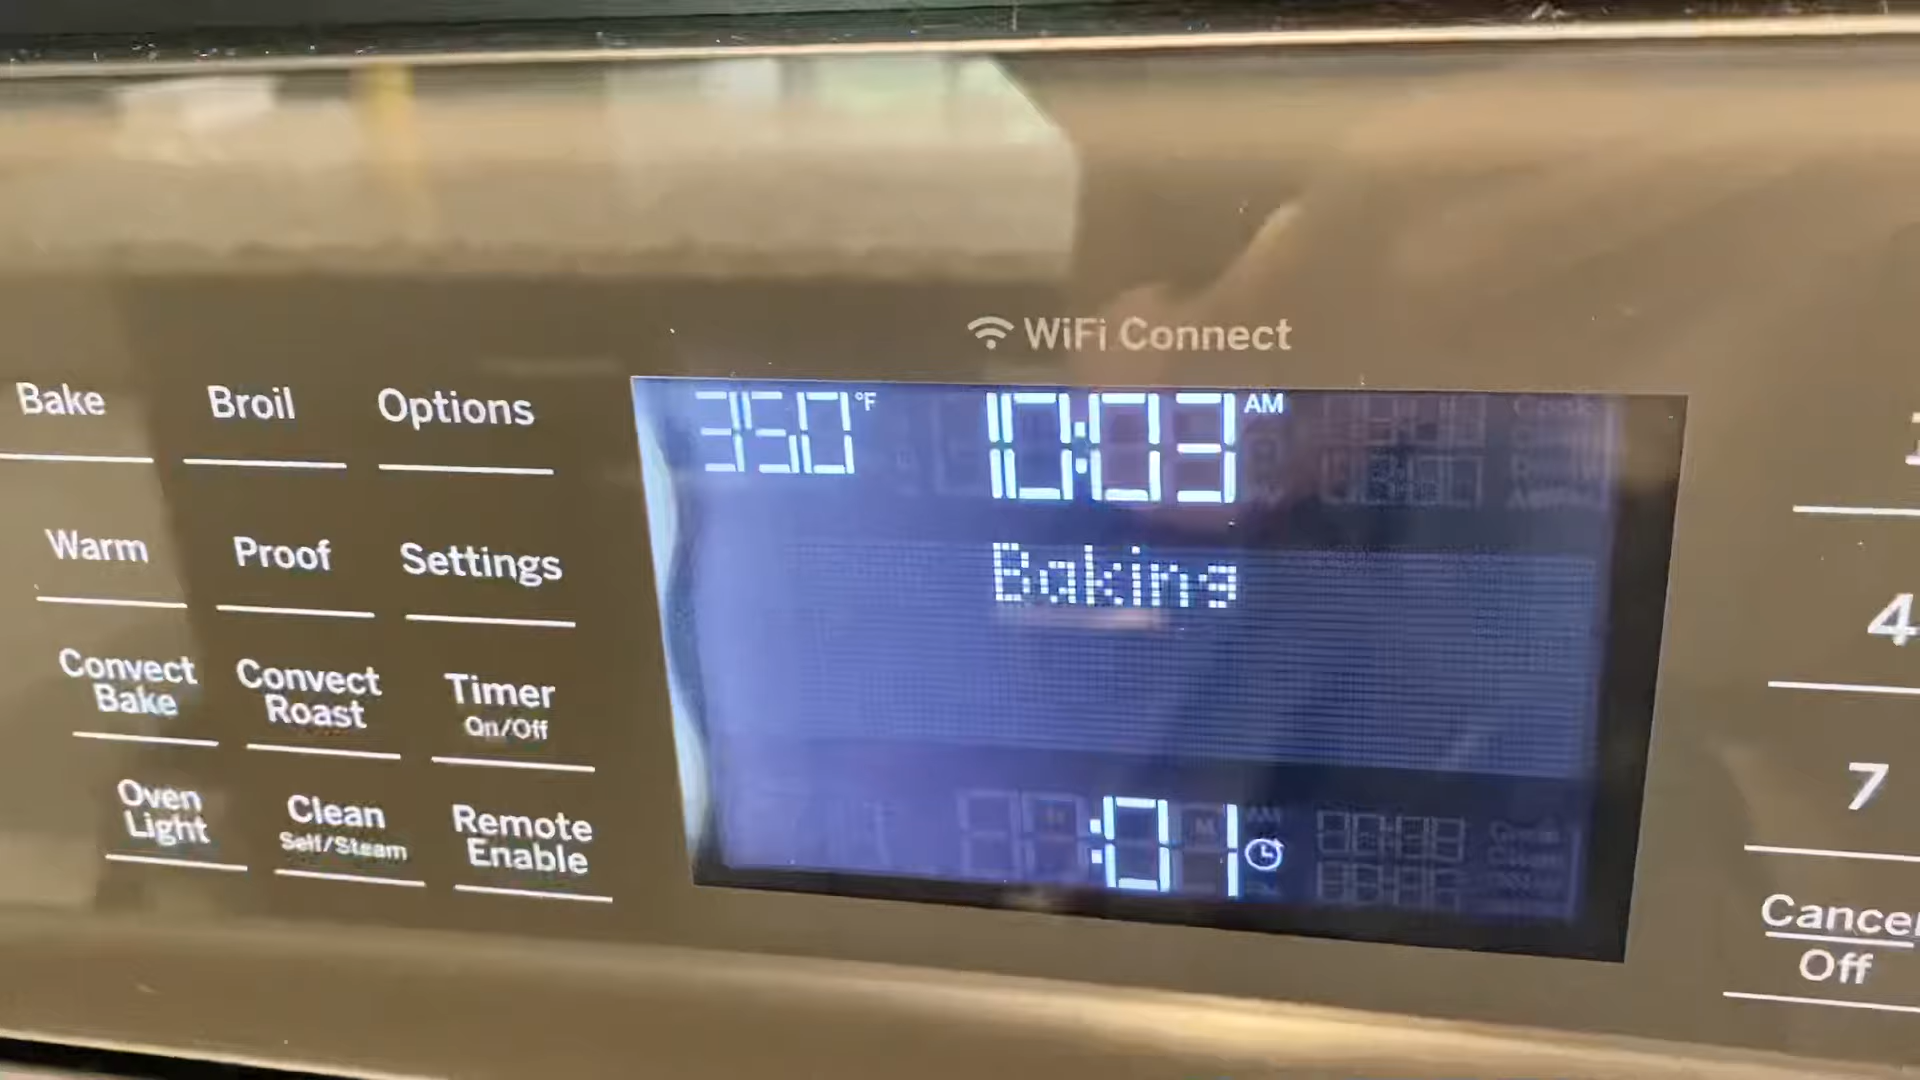 WiFi Connect
Bake Broil Options
350 °F 10:03 AM
Warm Proof Settings
Baking
4
Convect Bake
Convect Roast
Timer On/Off
7
Oven Light
Clean Self/Steam
Remote Enable
:01
Cancel
Off